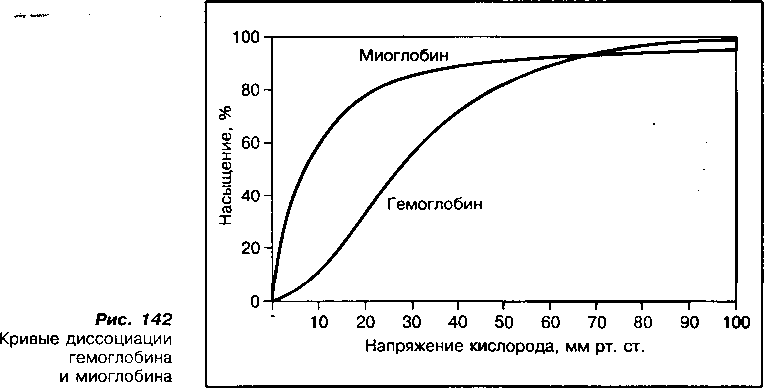 100
80
60
40
20
0
Насыщение, %
Миоглобин
Гемоглобин
10 20 30 40 50 60 70 80 90 100
Напряжение кислорода, мм рт. ст.
Рис. 142
Кривые диссоциации
гемоглобина
и миоглобина